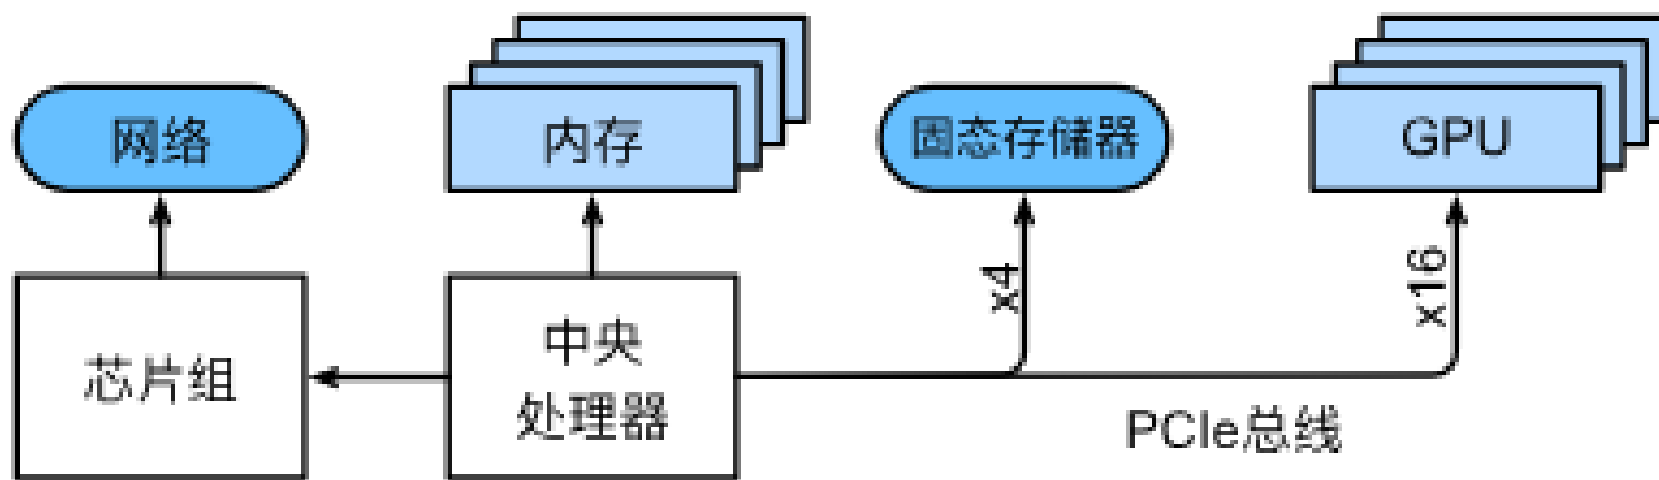 网络
内存
固态存储器
GPU
x4
x16
芯片组
中央
处理器
PCIe总线